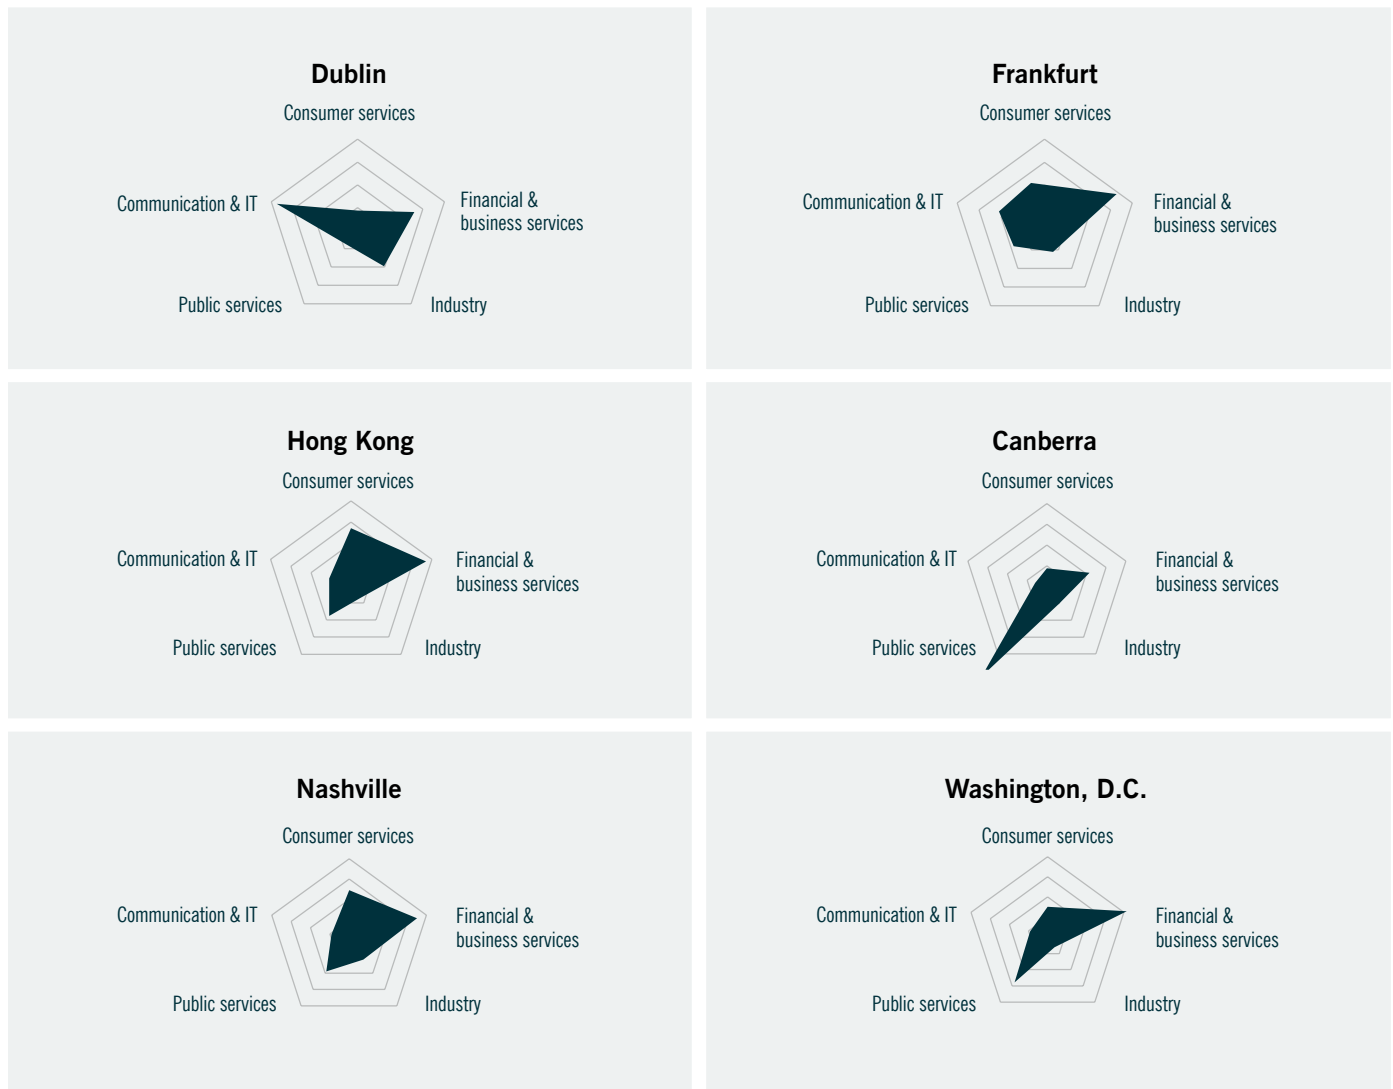 Dublin
Consumer services
Communication & IT
Financial &
business services
Public services
Industry
Frankfurt
Consumer services
Communication & IT
Financial &
business services
Public services
Industry
Hong Kong
Consumer services
Communication & IT
Financial &
business services
Public services
Industry
Canberra
Consumer services
Communication & IT
Financial &
business services
Public services
Industry
Nashville
Consumer services
Communication & IT
Financial &
business services
Public services
Industry
Washington, D.C.
Consumer services
Communication & IT
Financial &
business services
Public services
Industry